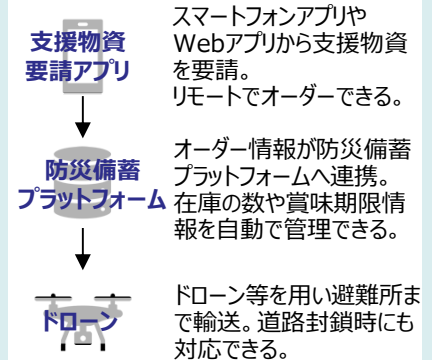 支援物資
要請アプリ
スマートフォンアプリや
Webアプリから支援物資
を要請。
リモートでオーダーできる。
防災備蓄
プラットフォーム
オーダー情報が防災備蓄
プラットフォームへ連携。
在庫の数や賞味期限情
報を自動で管理できる。
ドローン
ドローン等を用い避難所ま
で輸送。道路封鎖時にも
対応できる。